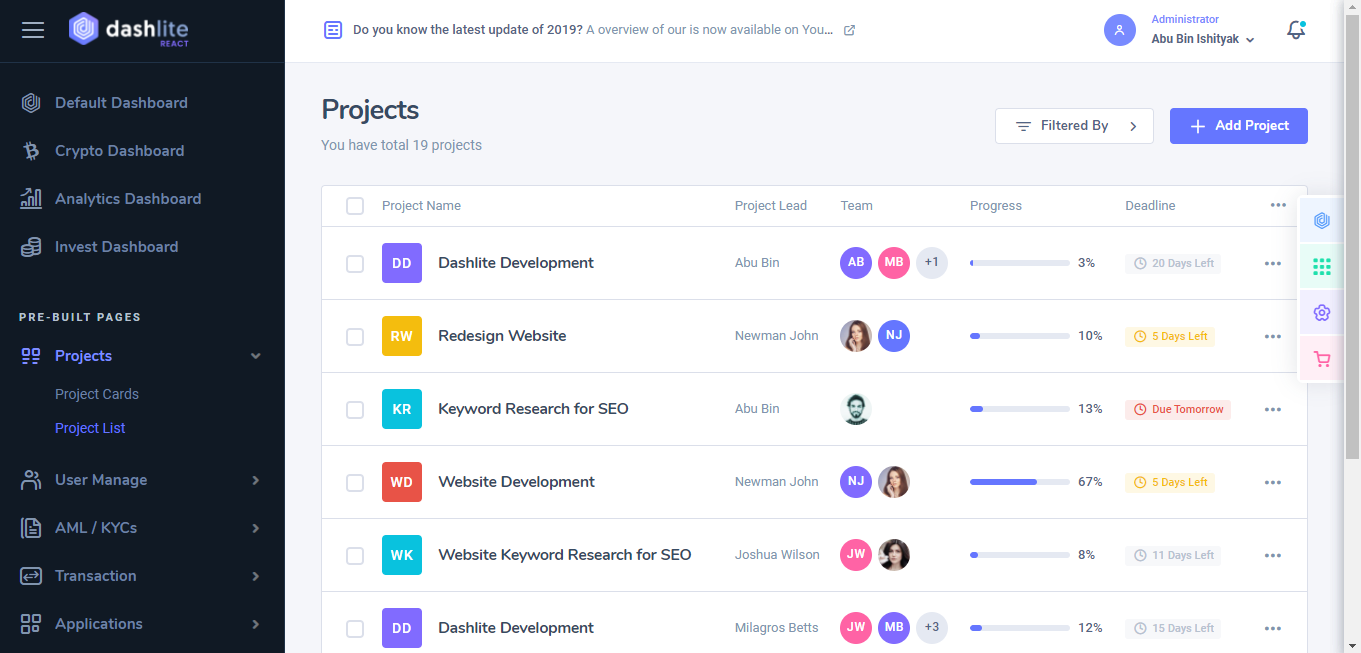 dashlite
REACT
Default Dashboard
Crypto Dashboard
Analytics Dashboard
Invest Dashboard
PRE-BUILT PAGES
Projects
Project Cards
Project List
User Manage
AML / KYCs
Transaction
Applications
Do you know the latest update of 2019? A overview of our is now available on You...
Administrator
Abu Bin Ishityak
Projects
You have total 19 projects
Filtered By
Add Project
Project Name Project Lead Team Progress Deadline
DD Dashlite Development Abu Bin AB MB +1 3% 20 Days Left
RW Redesign Website Newman John NJ 10% 5 Days Left
KR Keyword Research for SEO Abu Bin 13% Due Tomorrow
WD Website Development Newman John NJ 67% 5 Days Left
WK Website Keyword Research for SEO Joshua Wilson JW 8% 11 Days Left
DD Dashlite Development Milagros Betts JW MB +3 12% 15 Days Left